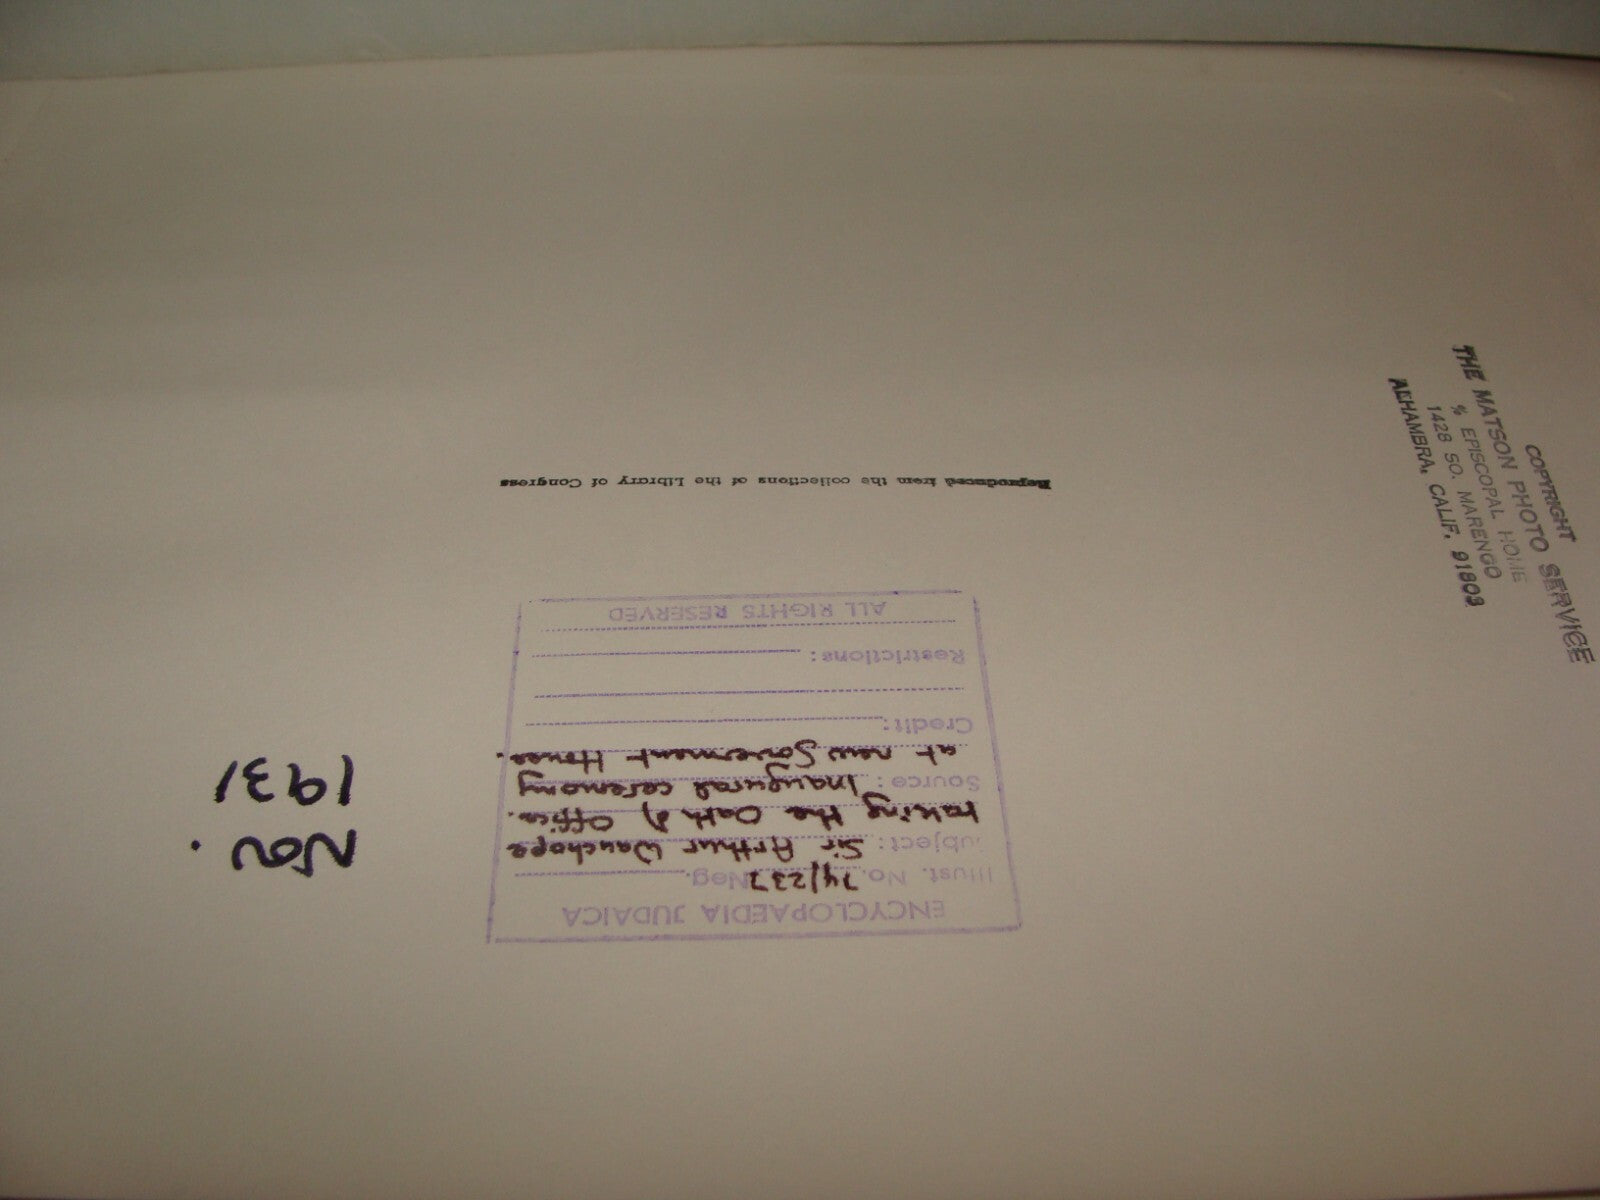 ENCYCLOPAEDIA JUDAICA
Illust. No. 74/237 Neg.
Subject: Sir Arthur Wauchope
taking the Oath of Office.
Source: Inaugural ceremony
at new Government House.
Credit:
Restrictions:
ALL RIGHTS RESERVED
Nov.
1931
Reproduced from the collections of the Library of Congress
COPYRIGHT
THE MATSON PHOTO SERVICE
% EPISCOPAL HOME
1428 SO. MARENGO
ALHAMBRA, CALIF. 91803